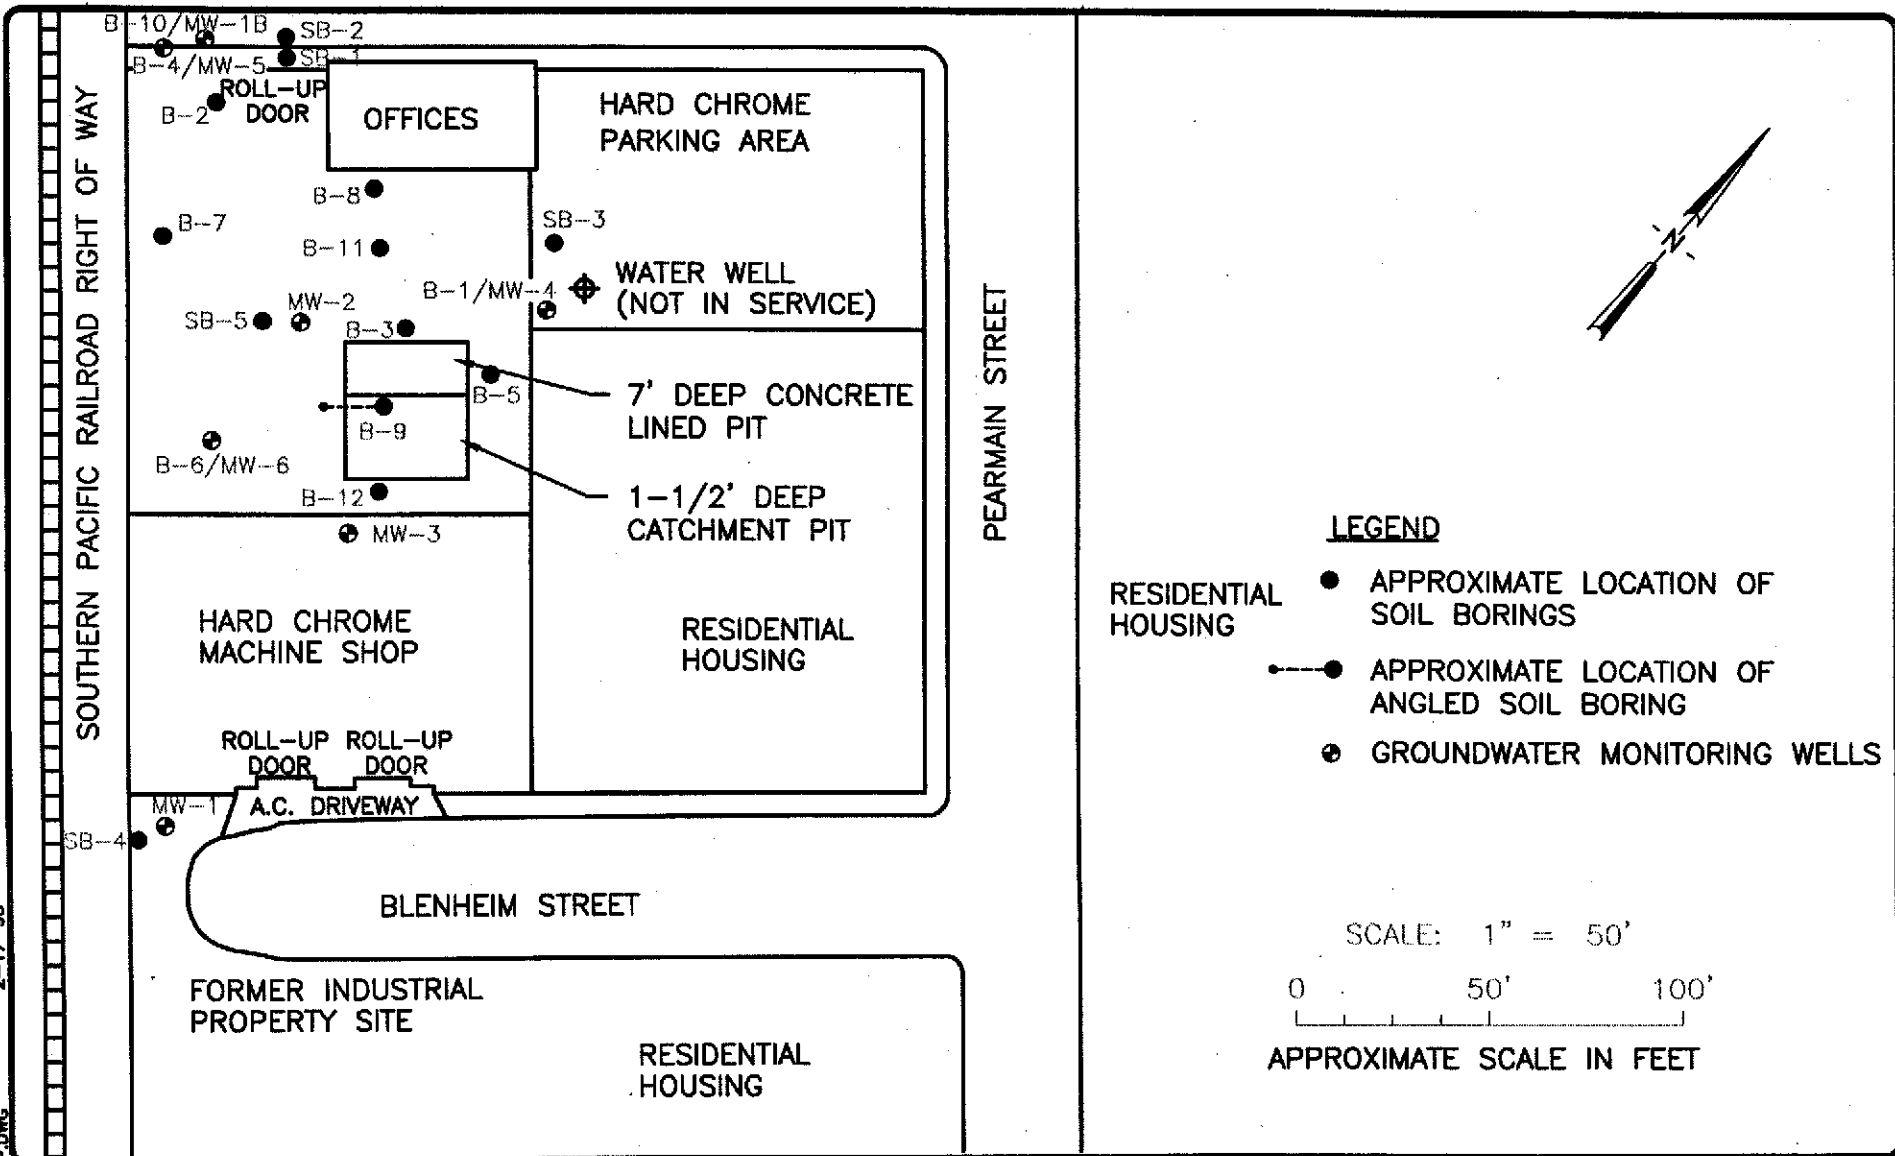 B-10/MW-1B
SB-2
SB-1
B-4/MW-5
ROLL-UP
DOOR
B-2
OFFICES
HARD CHROME
PARKING AREA
SOUTHERN PACIFIC RAILROAD RIGHT OF WAY
B-8
B-7
B-11
SB-3
WATER WELL
(NOT IN SERVICE)
B-1/MW-4
MW-2
SB-5
B-3
B-5
7' DEEP CONCRETE
LINED PIT
B-9
B-6/MW-6
B-12
1-1/2' DEEP
CATCHMENT PIT
MW-3
PEARMAIN STREET
N
HARD CHROME
MACHINE SHOP
RESIDENTIAL
HOUSING
RESIDENTIAL
HOUSING
LEGEND
APPROXIMATE LOCATION OF
SOIL BORINGS
APPROXIMATE LOCATION OF
ANGLED SOIL BORING
GROUNDWATER MONITORING WELLS
ROLL-UP
DOOR
ROLL-UP
DOOR
A.C. DRIVEWAY
MW-1
SB-4
BLENHEIM STREET
FORMER INDUSTRIAL
PROPERTY SITE
RESIDENTIAL
HOUSING
SCALE: 1" = 50'
0 50' 100'
APPROXIMATE SCALE IN FEET